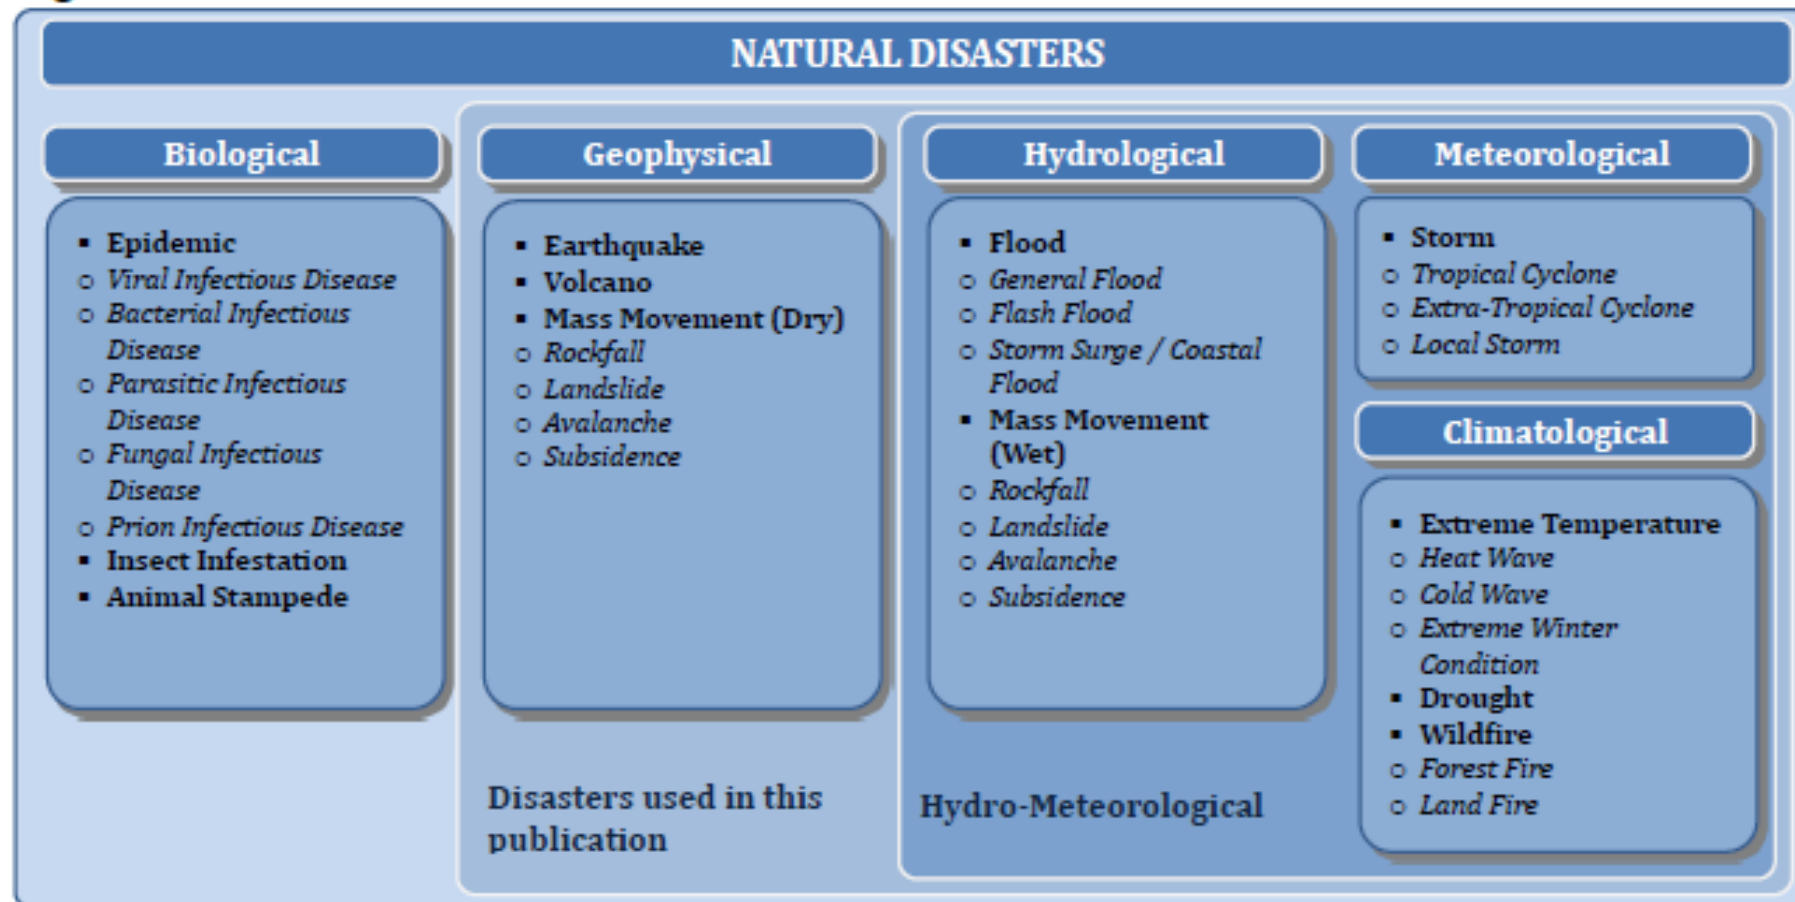 NATURAL DISASTERS
Biological
▪ Epidemic
○ Viral Infectious Disease
○ Bacterial Infectious
Disease
○ Parasitic Infectious
Disease
○ Fungal Infectious
Disease
○ Prion Infectious Disease
▪ Insect Infestation
▪ Animal Stampede
Geophysical
▪ Earthquake
▪ Volcano
▪ Mass Movement (Dry)
○ Rockfall
○ Landslide
○ Avalanche
○ Subsidence
Disasters used in this
publication
Hydrological
▪ Flood
○ General Flood
○ Flash Flood
○ Storm Surge / Coastal
Flood
▪ Mass Movement
(Wet)
○ Rockfall
○ Landslide
○ Avalanche
○ Subsidence
Hydro-Meteorological
Meteorological
▪ Storm
○ Tropical Cyclone
○ Extra-Tropical Cyclone
○ Local Storm
Climatological
▪ Extreme Temperature
○ Heat Wave
○ Cold Wave
○ Extreme Winter
Condition
▪ Drought
▪ Wildfire
○ Forest Fire
○ Land Fire